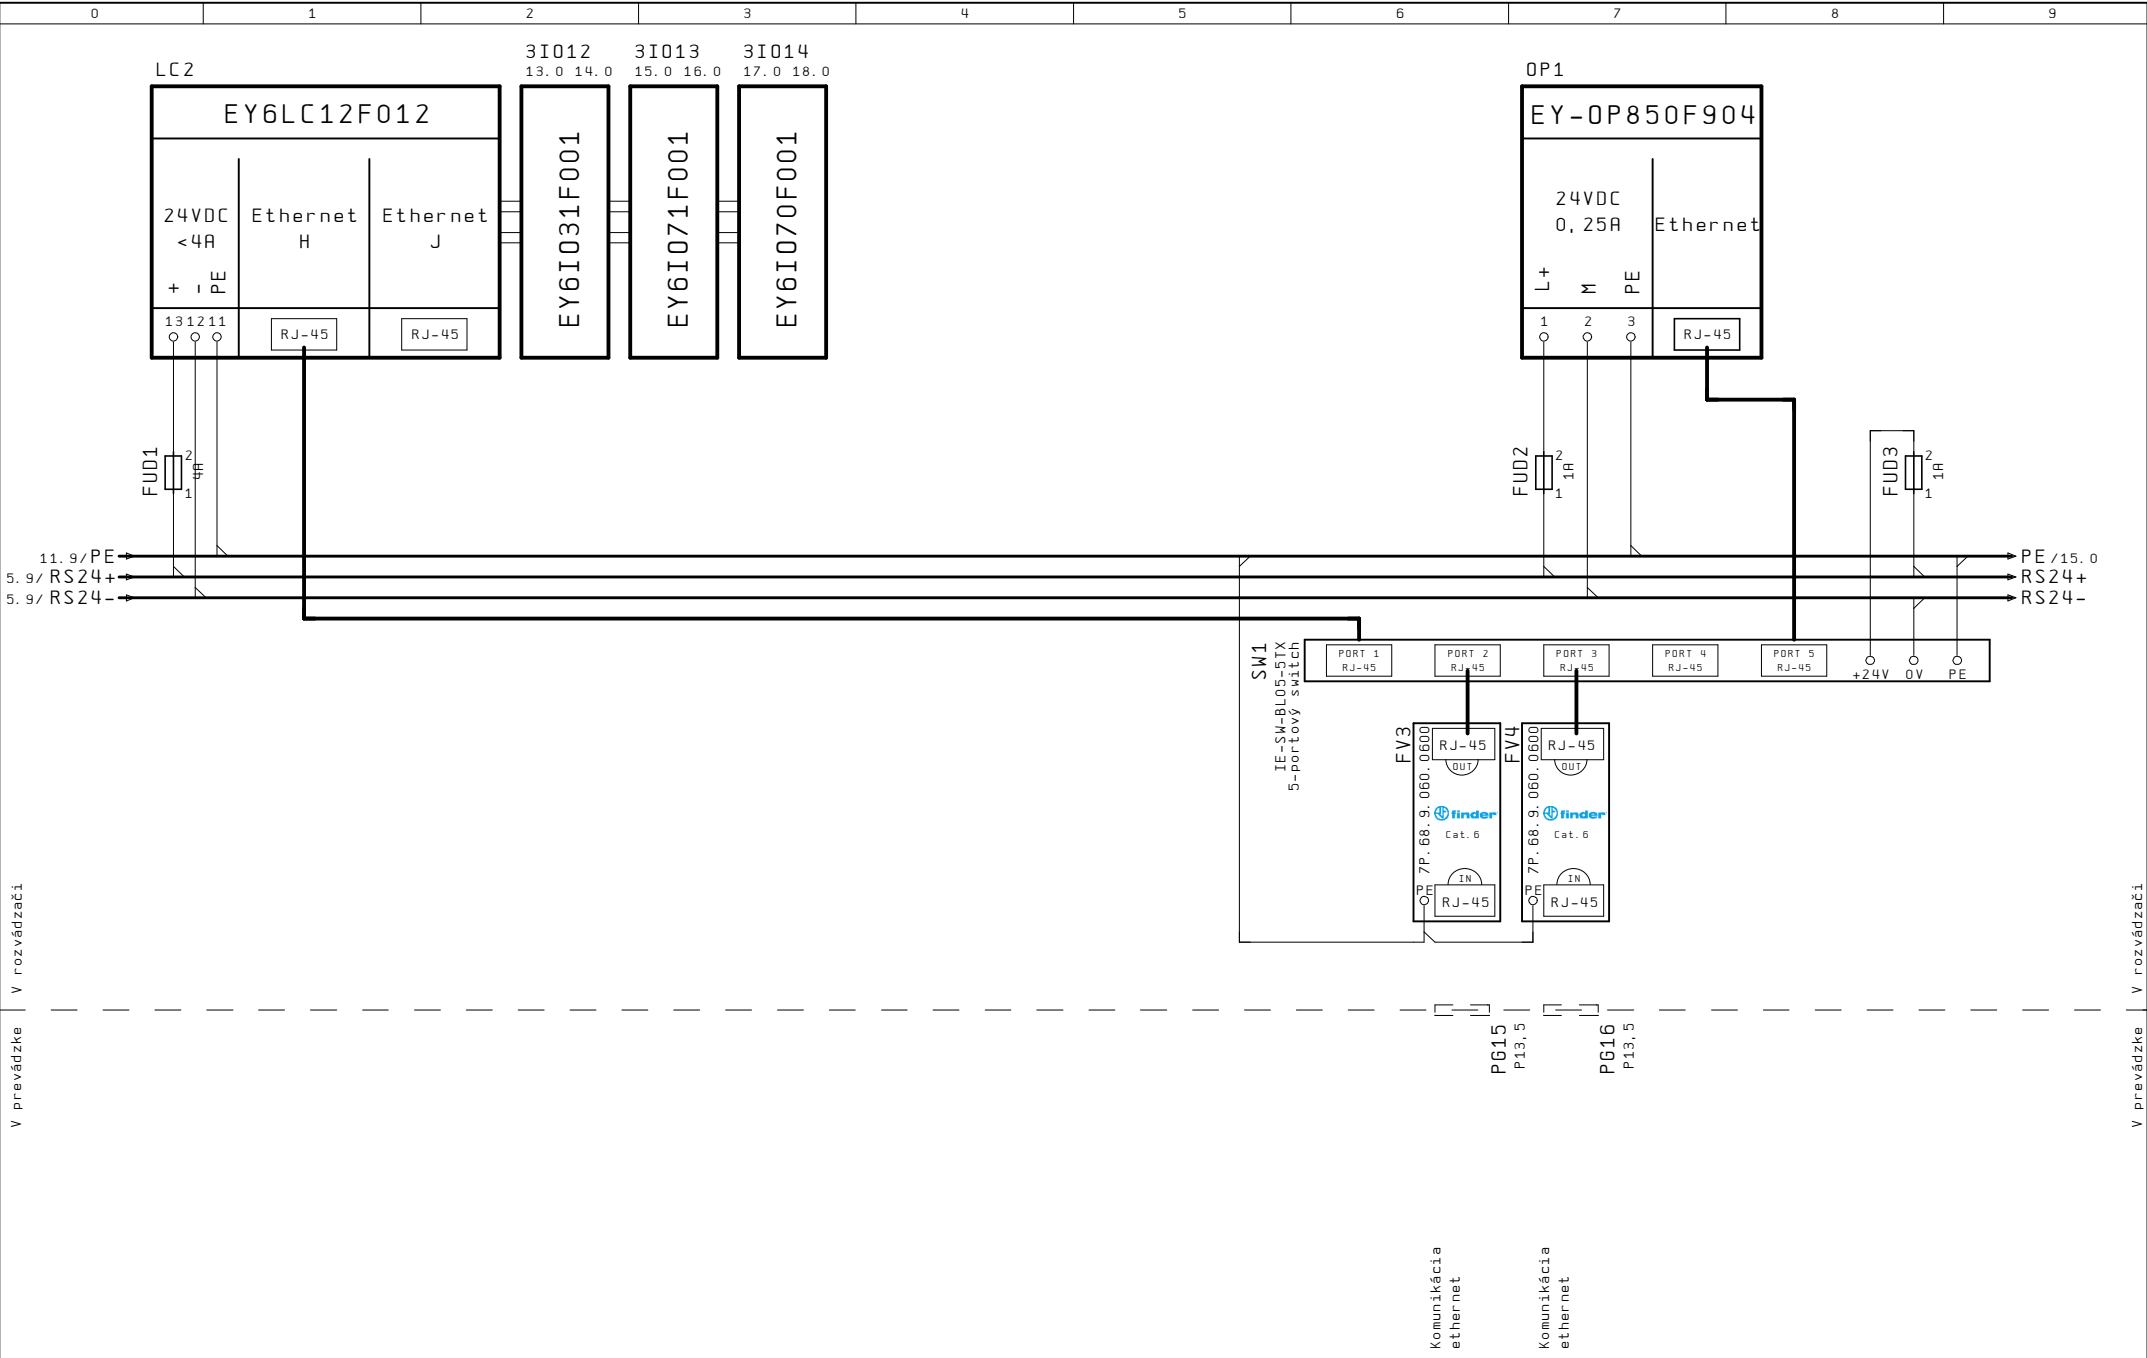 0 1 2 3 4 5 6 7 8 9
LC2
3IO12
13.0 14.0
3IO13
15.0 16.0
3IO14
17.0 18.0
OP1
EY6LC12F012
24VDC
<4A
+ - PE
Ethernet
H
Ethernet
J
13 12 11
RJ-45
RJ-45
EY6IO31F001
EY6IO71F001
EY6IO70F001
EY-OP850F904
24VDC
0,25A
Ethernet
L+ M PE
1 2 3
RJ-45
FUD1
2
4A
1
FUD2
2
1A
1
FUD3
2
1A
1
11.9/PE
5.9/RS24+
5.9/RS24-
PE/15.0
RS24+
RS24-
SW1
IE-SW-BL05-5TX
5-portový switch
PORT 1
RJ-45
PORT 2
RJ-45
PORT 3
RJ-45
PORT 4
RJ-45
PORT 5
RJ-45
+24V 0V PE
FV3
7P.68.9.060.0600
RJ-45
OUT
finder
Cat.6
IN
PE
RJ-45
FV4
7P.68.9.060.0600
RJ-45
OUT
finder
Cat.6
IN
PE
RJ-45
V rozvádzači
V rozvádzači
V prevádzke
V prevádzke
PG15
P13,5
PG16
P13,5
Komunikácia
ethernet
Komunikácia
ethernet